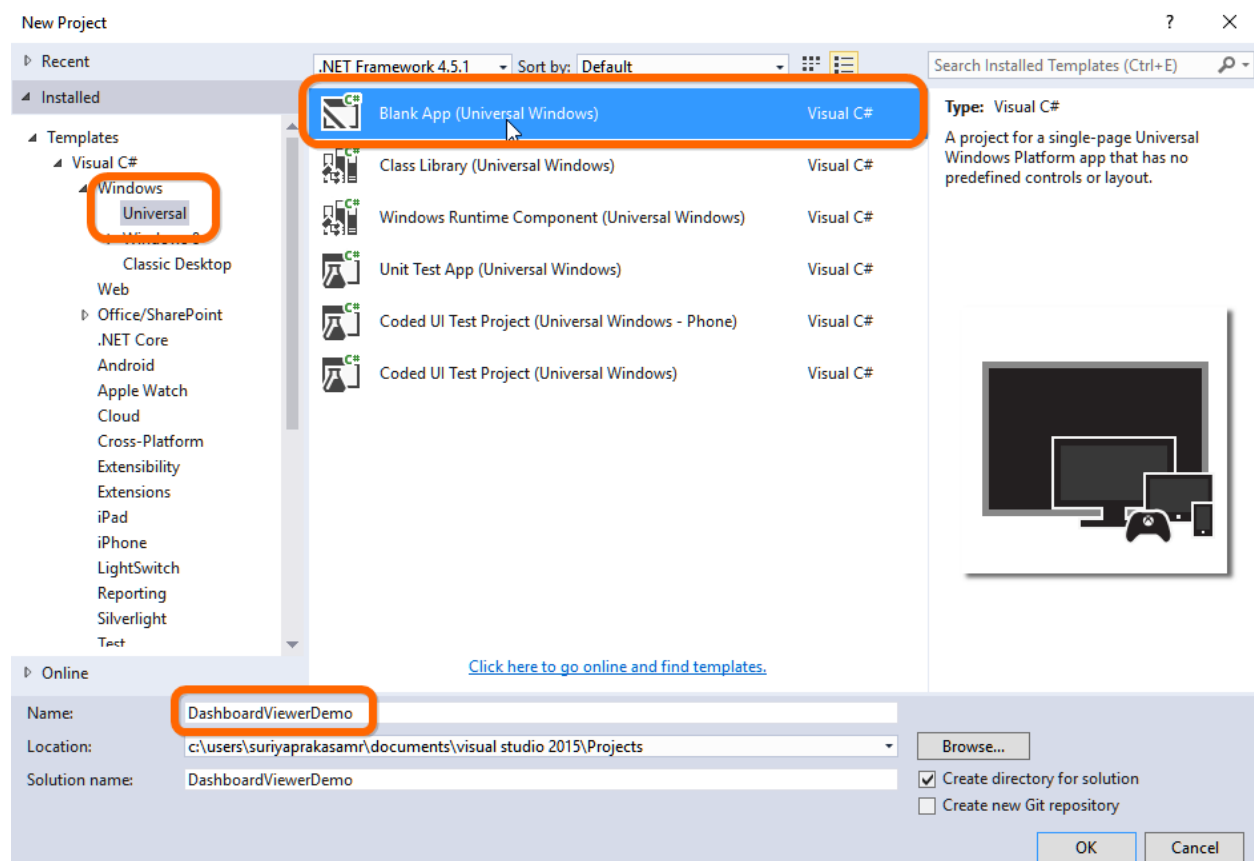 New Project
Recent
.NET Framework 4.5.1
Sort by: Default
Search Installed Templates (Ctrl+E)
Installed
Templates
Visual C#
Windows
Universal
Classic Desktop
Web
Office/SharePoint
.NET Core
Android
Apple Watch
Cloud
Cross-Platform
Extensibility
Extensions
iPad
iPhone
LightSwitch
Reporting
Silverlight
Test
Online
C# Blank App (Universal Windows) Visual C#
C# Class Library (Universal Windows) Visual C#
C# Windows Runtime Component (Universal Windows) Visual C#
C# Unit Test App (Universal Windows) Visual C#
C# Coded UI Test Project (Universal Windows - Phone) Visual C#
C# Coded UI Test Project (Universal Windows) Visual C#
Click here to go online and find templates.
Type: Visual C#
A project for a single-page Universal
Windows Platform app that has no
predefined controls or layout.
Name: DashboardViewerDemo
Location: c:\users\suriyaprakasamr\documents\visual studio 2015\Projects
Browse...
Solution name: DashboardViewerDemo
Create directory for solution
Create new Git repository
OK
Cancel